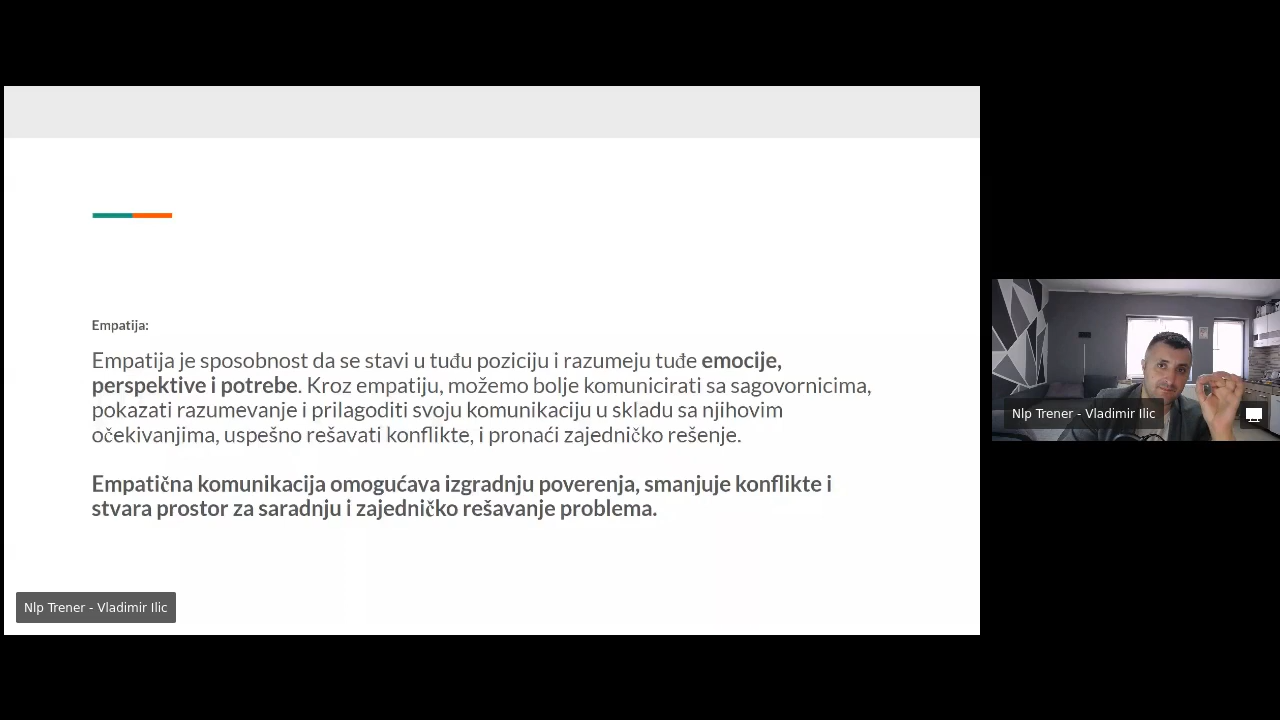 Empatija:
Empatija je sposobnost da se stavi u tuđu poziciju i razumeju tuđe emocije,
perspektive i potrebe. Kroz empatiju, možemo bolje komunicirati sa sagovornicima,
pokazati razumevanje i prilagoditi svoju komunikaciju u skladu sa njihovim
očekivanjima, uspešno rešavati konflikte, i pronaći zajedničko rešenje.
Empatična komunikacija omogućava izgradnju poverenja, smanjuje konflikte i
stvara prostor za saradnju i zajedničko rešavanje problema.
Nlp Trener - Vladimir Ilic
Nlp Trener - Vladimir Ilic